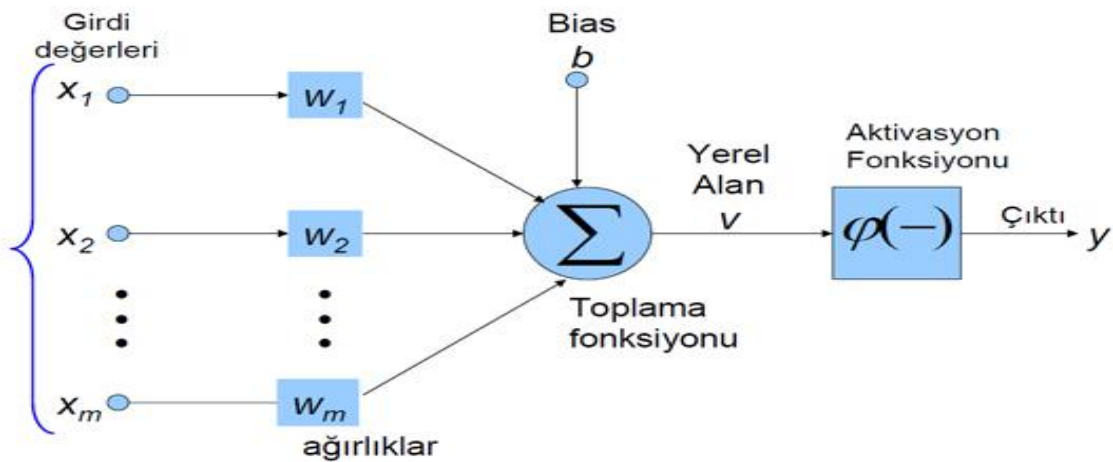 Girdi
değerleri
x1
w1
x2
w2
xm
wm
ağırlıklar
Bias
b
∑
Toplama
fonksiyonu
Yerel
Alan
v
Aktivasyon
Fonksiyonu
φ(−)
Çıktı
y